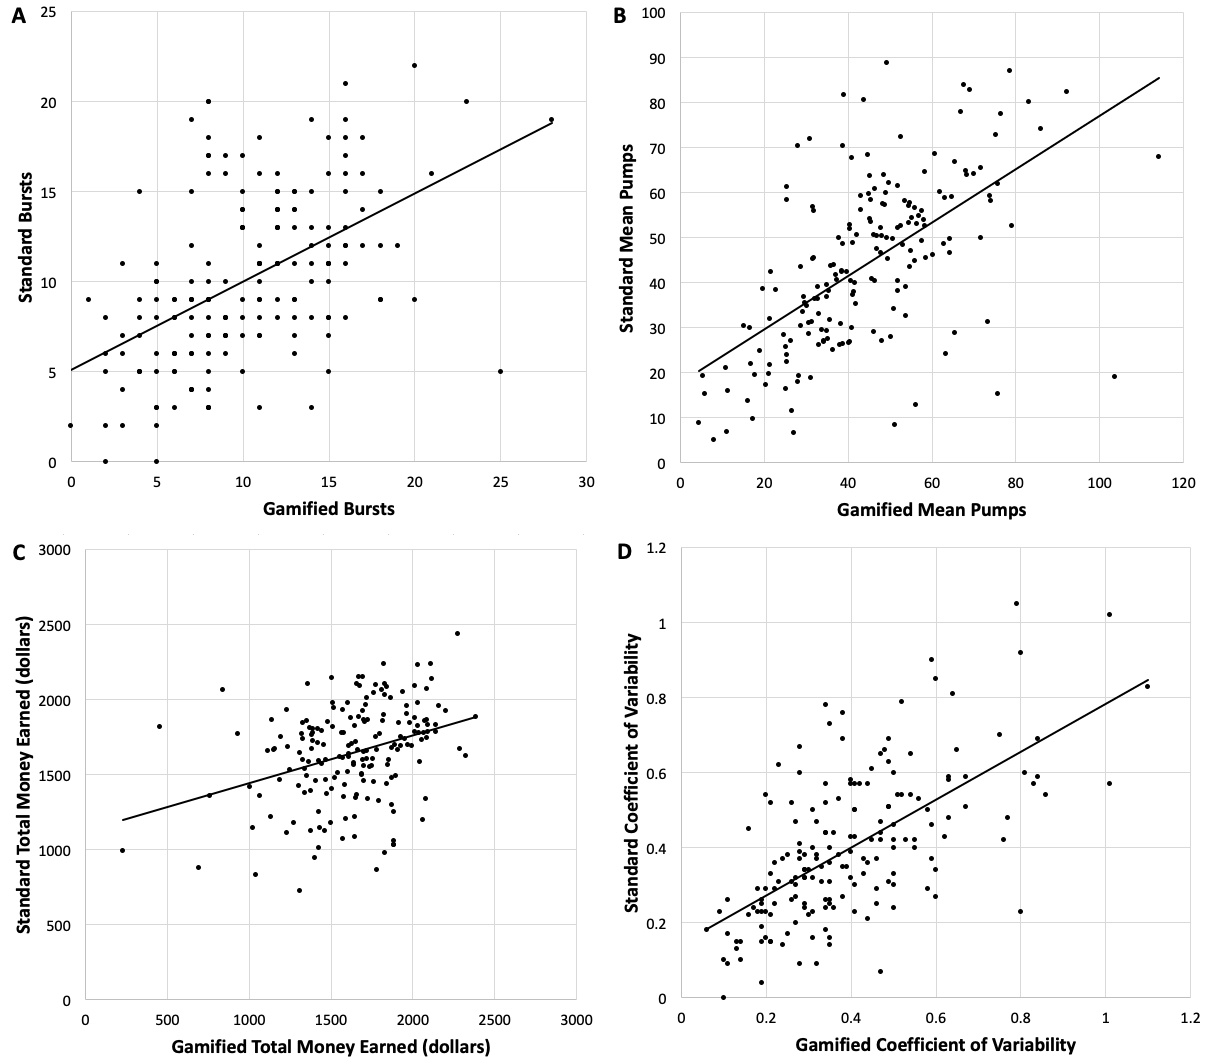 A
25
20
15
10
5
0
Standard Bursts
0 5 10 15 20 25 30
Gamified Bursts
B
100
90
80
70
60
50
40
30
20
10
0
Standard Mean Pumps
0 20 40 60 80 100 120
Gamified Mean Pumps
C
3000
2500
2000
1500
1000
500
0
Standard Total Money Earned (dollars)
0 500 1000 1500 2000 2500 3000
Gamified Total Money Earned (dollars)
D
1.2
1
0.8
0.6
0.4
0.2
0
Standard Coefficient of Variability
0 0.2 0.4 0.6 0.8 1 1.2
Gamified Coefficient of Variability